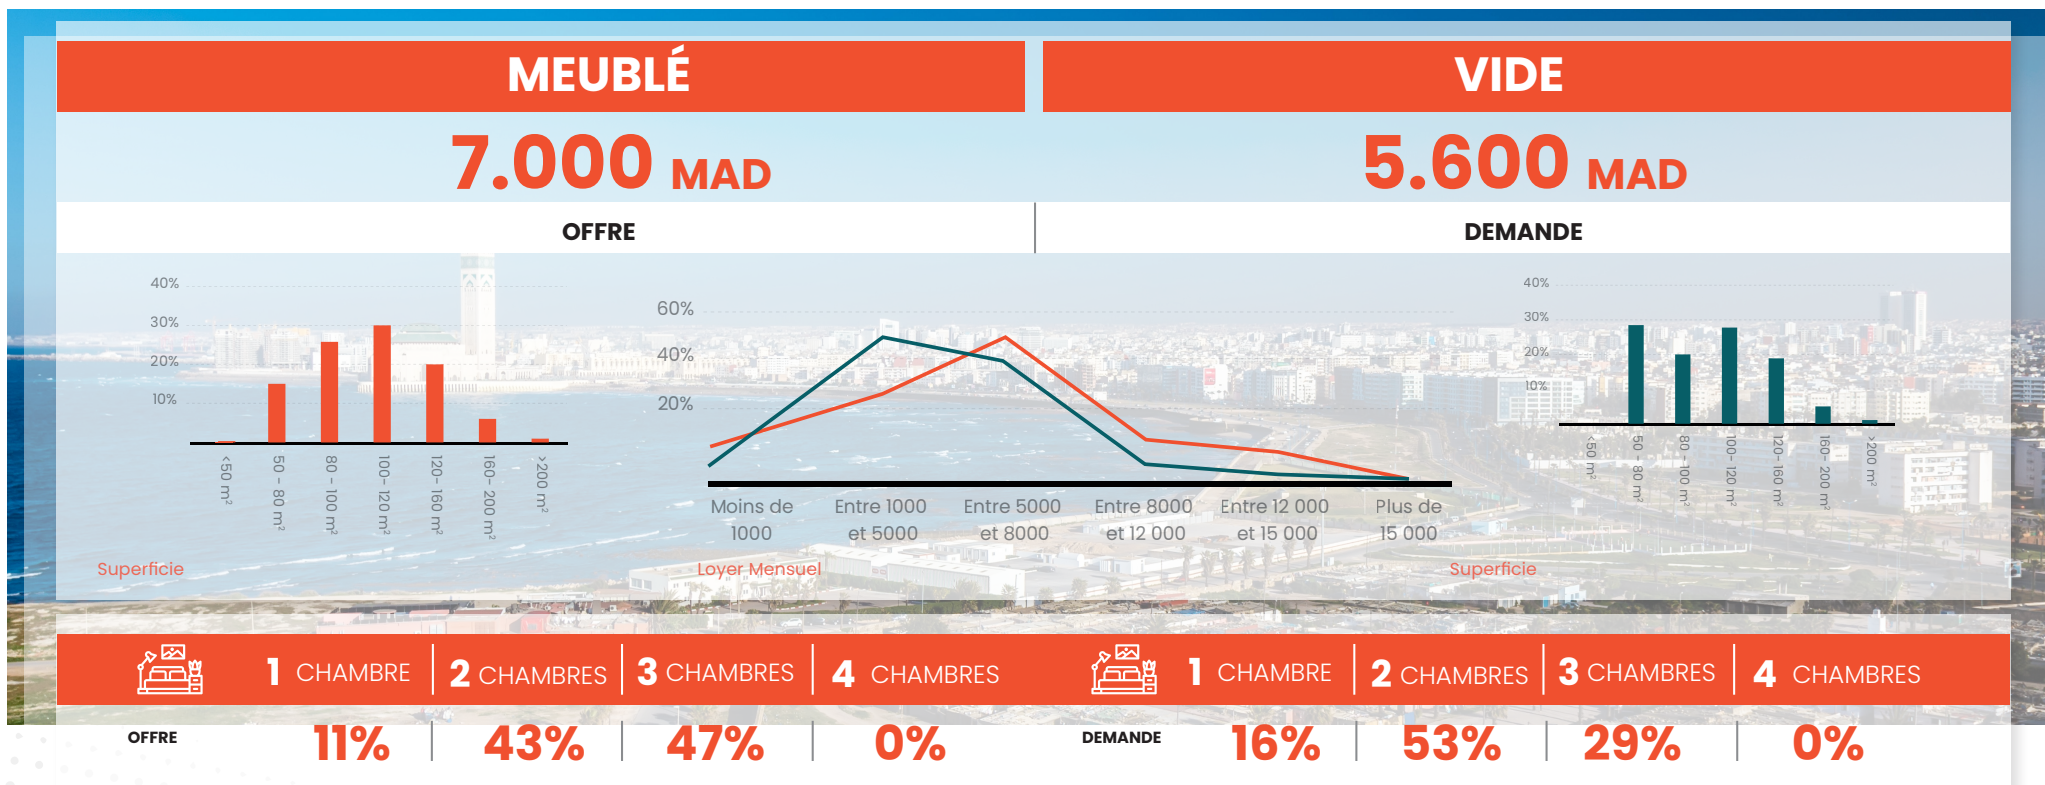 MEUBLÉ
VIDE
7.000 MAD
5.600 MAD
OFFRE
DEMANDE
40%
30%
20%
10%
<50 m²
50 - 80 m²
80 - 100 m²
100- 120 m²
120- 160 m²
160- 200 m²
>200 m²
Superficie
60%
40%
20%
Moins de
1000
Entre 1000
et 5000
Entre 5000
et 8000
Entre 8000
et 12 000
Entre 12 000
et 15 000
Plus de
15 000
Loyer Mensuel
40%
30%
20%
10%
<50 m²
50 - 80 m²
80 - 100 m²
100- 120 m²
120- 160 m²
160- 200 m²
>200 m²
Superficie
1 CHAMBRE
2 CHAMBRES
3 CHAMBRES
4 CHAMBRES
1 CHAMBRE
2 CHAMBRES
3 CHAMBRES
4 CHAMBRES
OFFRE
11%
43%
47%
0%
DEMANDE
16%
53%
29%
0%